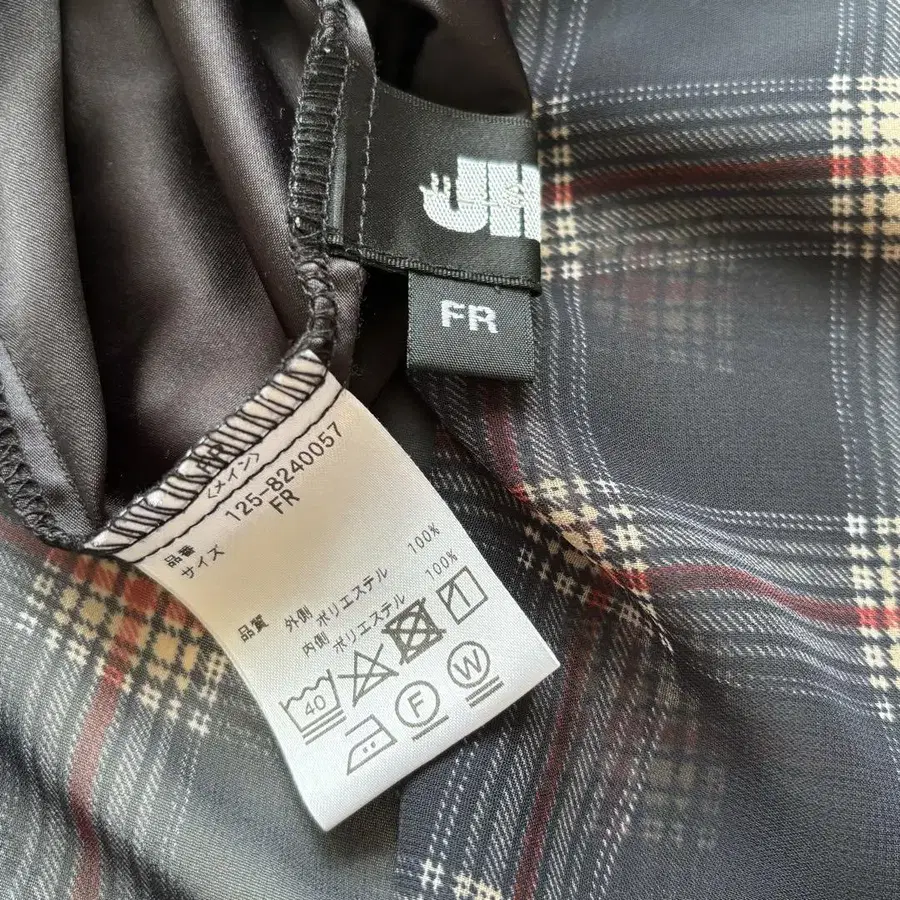 JH
FR
〈メイン〉
品番 125-8240057
サイズ FR
品質 外側 ポリエステル 100%
内側 ポリエステル 100%
40
F
W